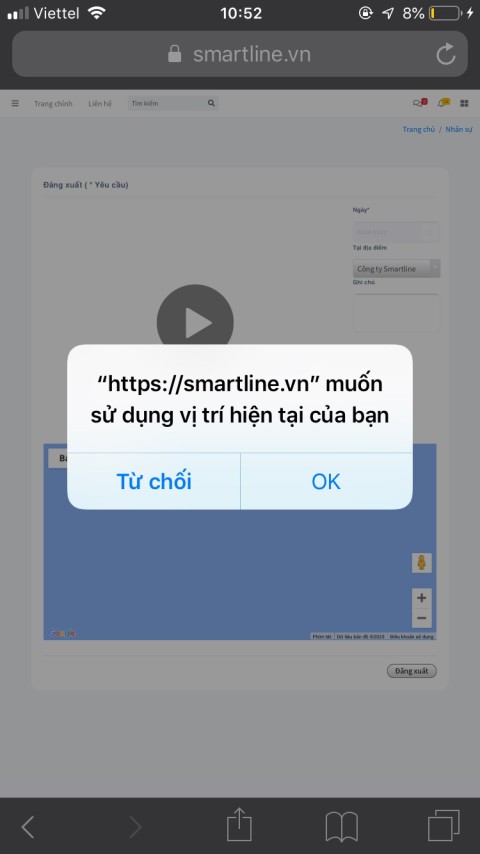 Viettel 10:52 8%
smartline.vn
Trang chính Liên hệ Tìm kiếm
Trang chủ / Nhân sự
Đăng xuất ( * Yêu cầu)
Ngày*
Tại địa điểm
Công ty Smartline
Ghi chú
“https://smartline.vn” muốn
sử dụng vị trí hiện tại của bạn
Từ chối OK
Google
Phím tắt Dữ liệu bản đồ ©2023 Điều khoản sử dụng
Đăng xuất